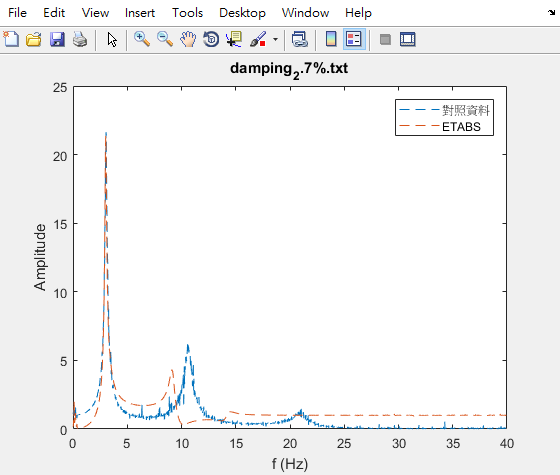 File Edit View Insert Tools Desktop Window Help
damping2.7%.txt
對照資料
ETABS
Amplitude
25
20
15
10
5
0
0 5 10 15 20 25 30 35 40
f (Hz)